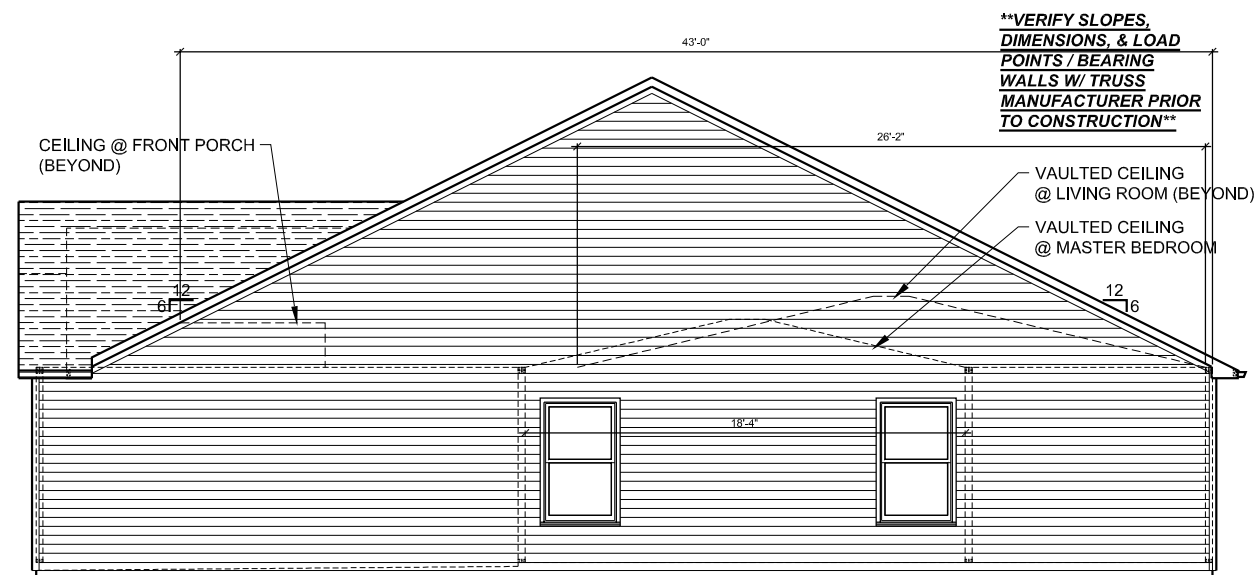 **VERIFY SLOPES,
DIMENSIONS, & LOAD
POINTS / BEARING
WALLS W/ TRUSS
MANUFACTURER PRIOR
TO CONSTRUCTION**
43'-0"
26'-2"
CEILING @ FRONT PORCH
(BEYOND)
VAULTED CEILING
@ LIVING ROOM (BEYOND)
VAULTED CEILING
@ MASTER BEDROOM
12
6
12
6
18'-4"